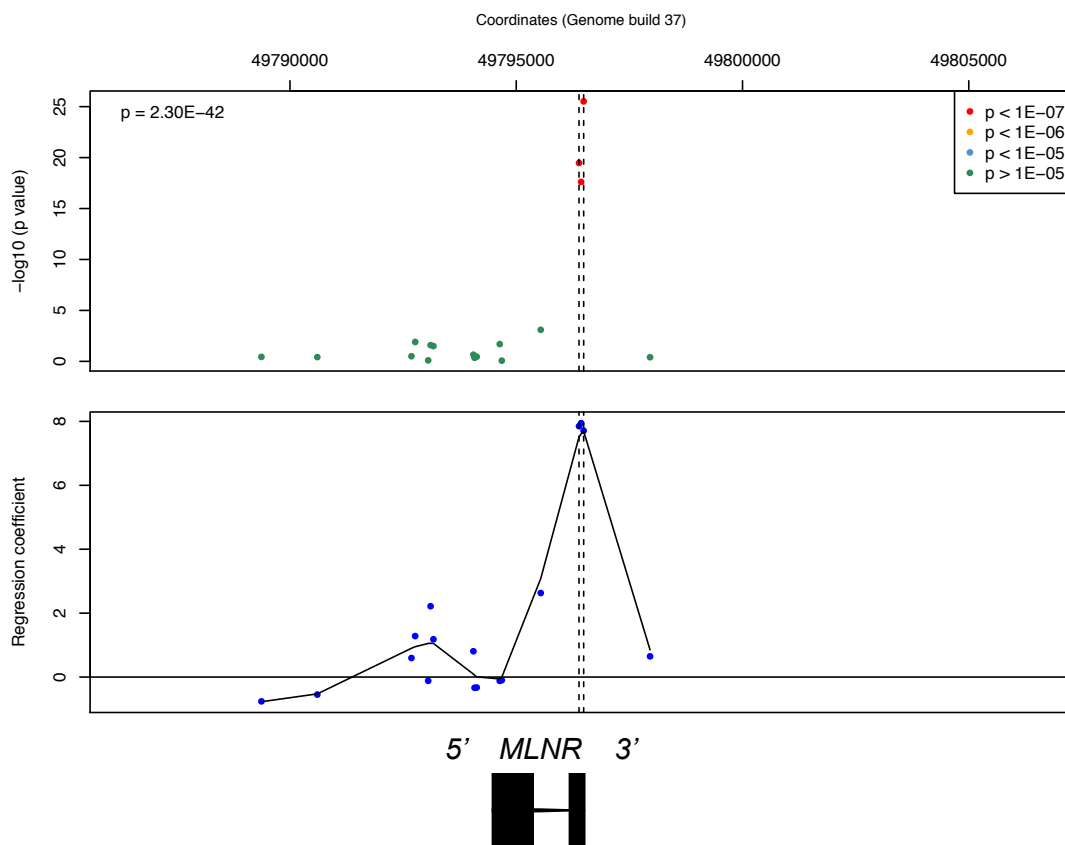 Coordinates (Genome build 37)
49790000 49795000 49800000 49805000
p = 2.30E−42
p < 1E−07
p < 1E−06
p < 1E−05
p > 1E−05
−log10 (p value)
25
20
15
10
5
0
Regression coefficient
8
6
4
2
0
5’ MLNR 3’